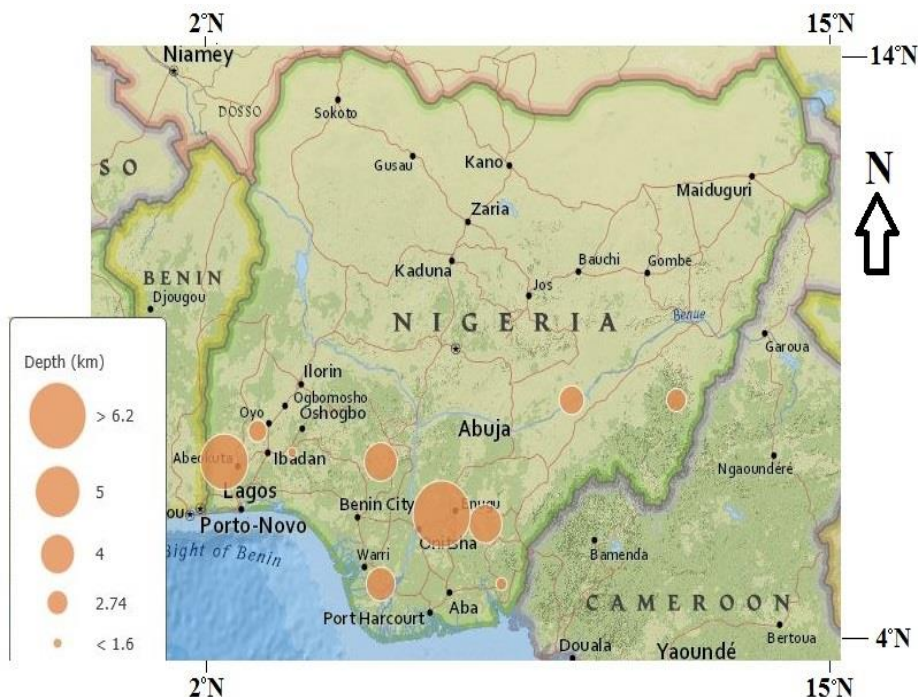 2°N 15°N
14°N
Niamey
DOSSO
Sokoto
SO
Gusau
Kano
N
Maiduguri
Zaria
Kaduna
Bauchi
Gombe
BENIN
Djougou
Jos
NIGERIA
Benue
Garoua
Depth (km)
> 6.2
5
4
2.74
< 1.6
Ilorin
Ogbomosho
Oyo
Oshogbo
Abuja
Abeokuta
Ibadan
Ngaoundéré
Lagos
Benin City
Enugu
ou
Porto-Novo
Onitsha
Bight of Benin
Warri
Bamenda
Aba
Port Harcourt
CAMEROON
Bertoua
Douala
Yaoundé
4°N
2°N 15°N